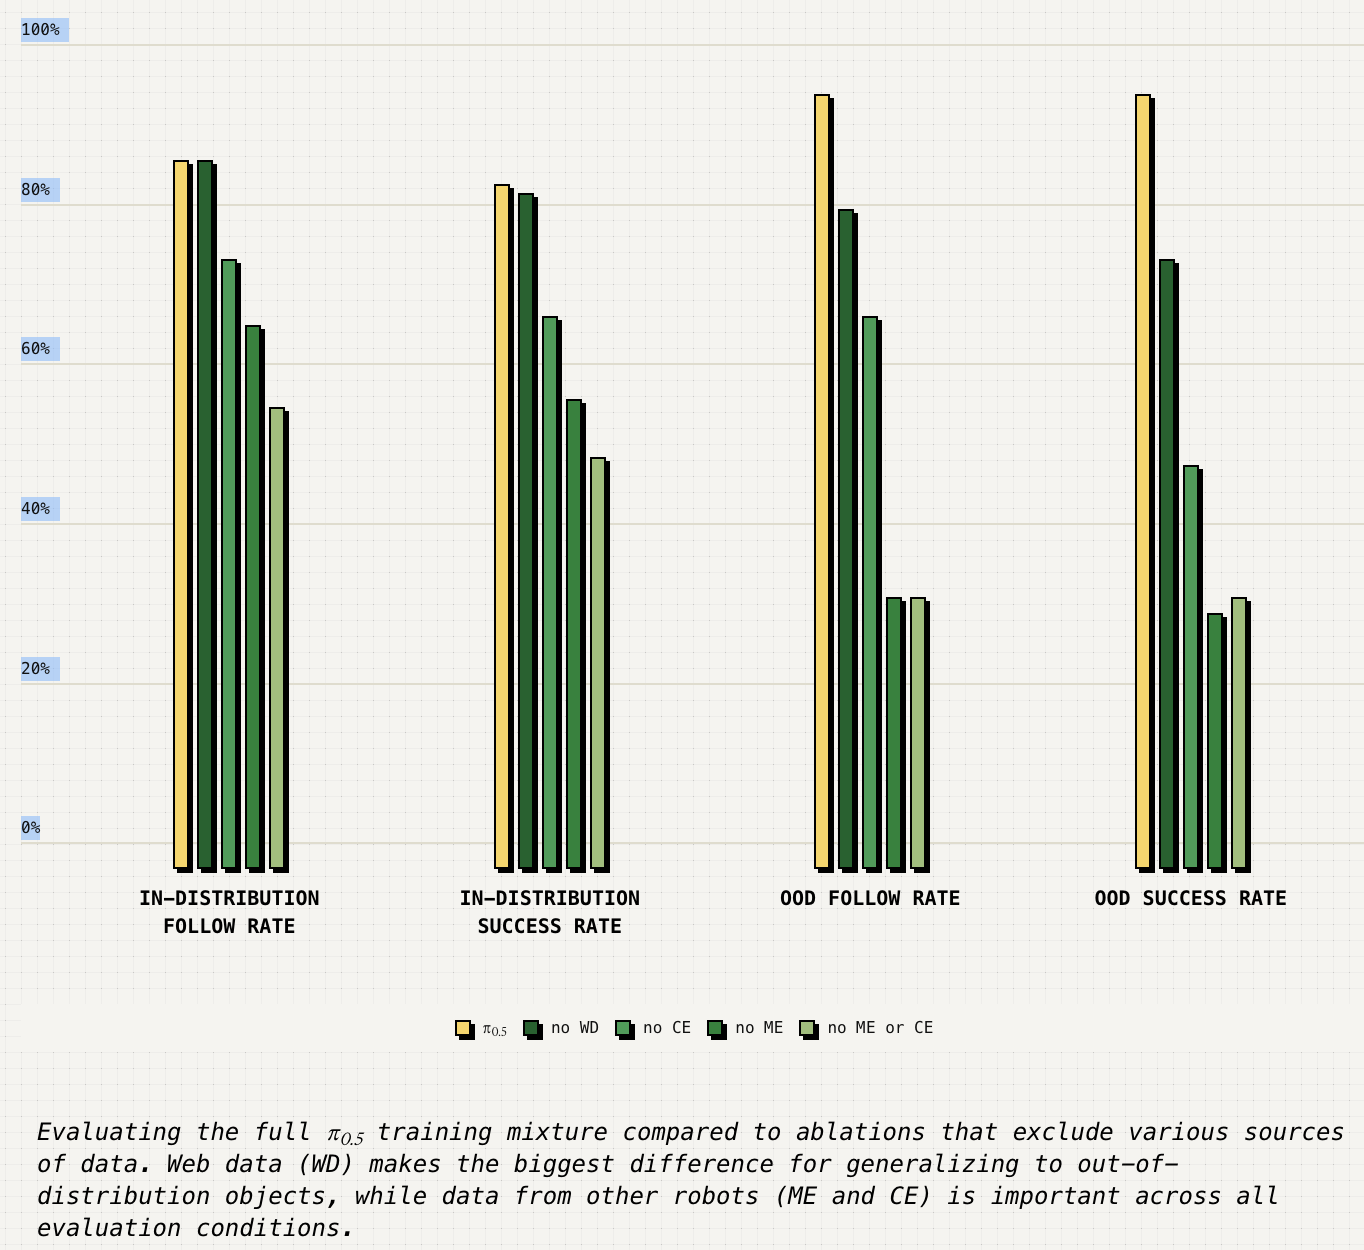 100%
80%
60%
40%
20%
0%
IN–DISTRIBUTION
FOLLOW RATE
IN–DISTRIBUTION
SUCCESS RATE
OOD FOLLOW RATE
OOD SUCCESS RATE
π0.5 no WD no CE no ME no ME or CE
Evaluating the full π0.5 training mixture compared to ablations that exclude various sources
of data. Web data (WD) makes the biggest difference for generalizing to out–of–
distribution objects, while data from other robots (ME and CE) is important across all
evaluation conditions.